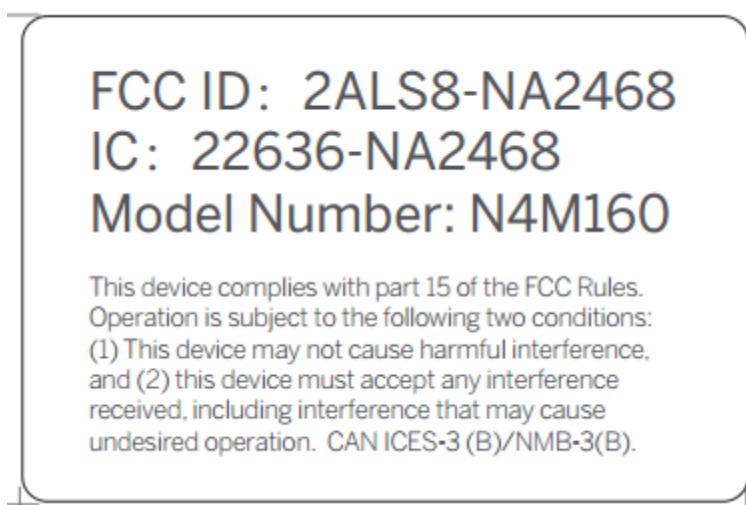 FCC ID: 2ALS8-NA2468
IC: 22636-NA2468
Model Number: N4M160
This device complies with part 15 of the FCC Rules.
Operation is subject to the following two conditions:
(1) This device may not cause harmful interference,
and (2) this device must accept any interference
received, including interference that may cause
undesired operation. CAN ICES-3 (B)/NMB-3(B).